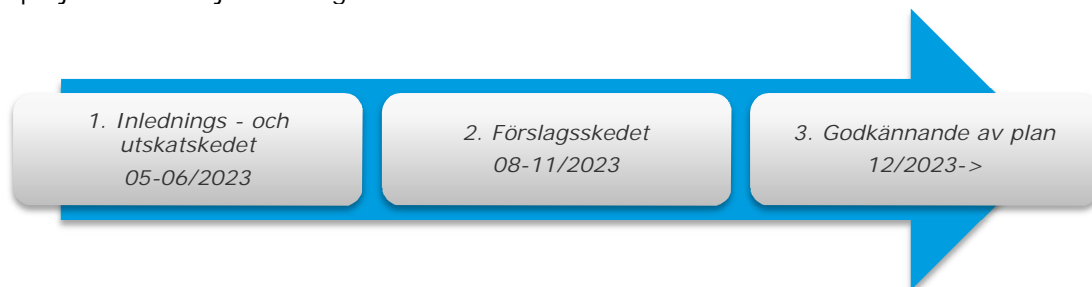 1. Inlednings - och
utskatskedet
05-06/2023
2. Förslagsskedet
08-11/2023
3. Godkännande av plan
12/2023->